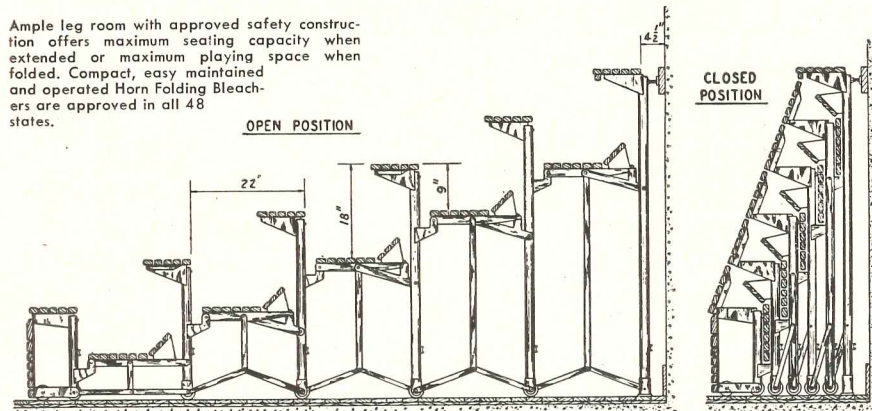 Ample leg room with approved safety construc-
tion offers maximum seating capacity when
extended or maximum playing space when
folded. Compact, easy maintained
and operated Horn Folding Bleach-
ers are approved in all 48
states.
OPEN POSITION
22"
18"
9"
4½"
CLOSED
POSITION